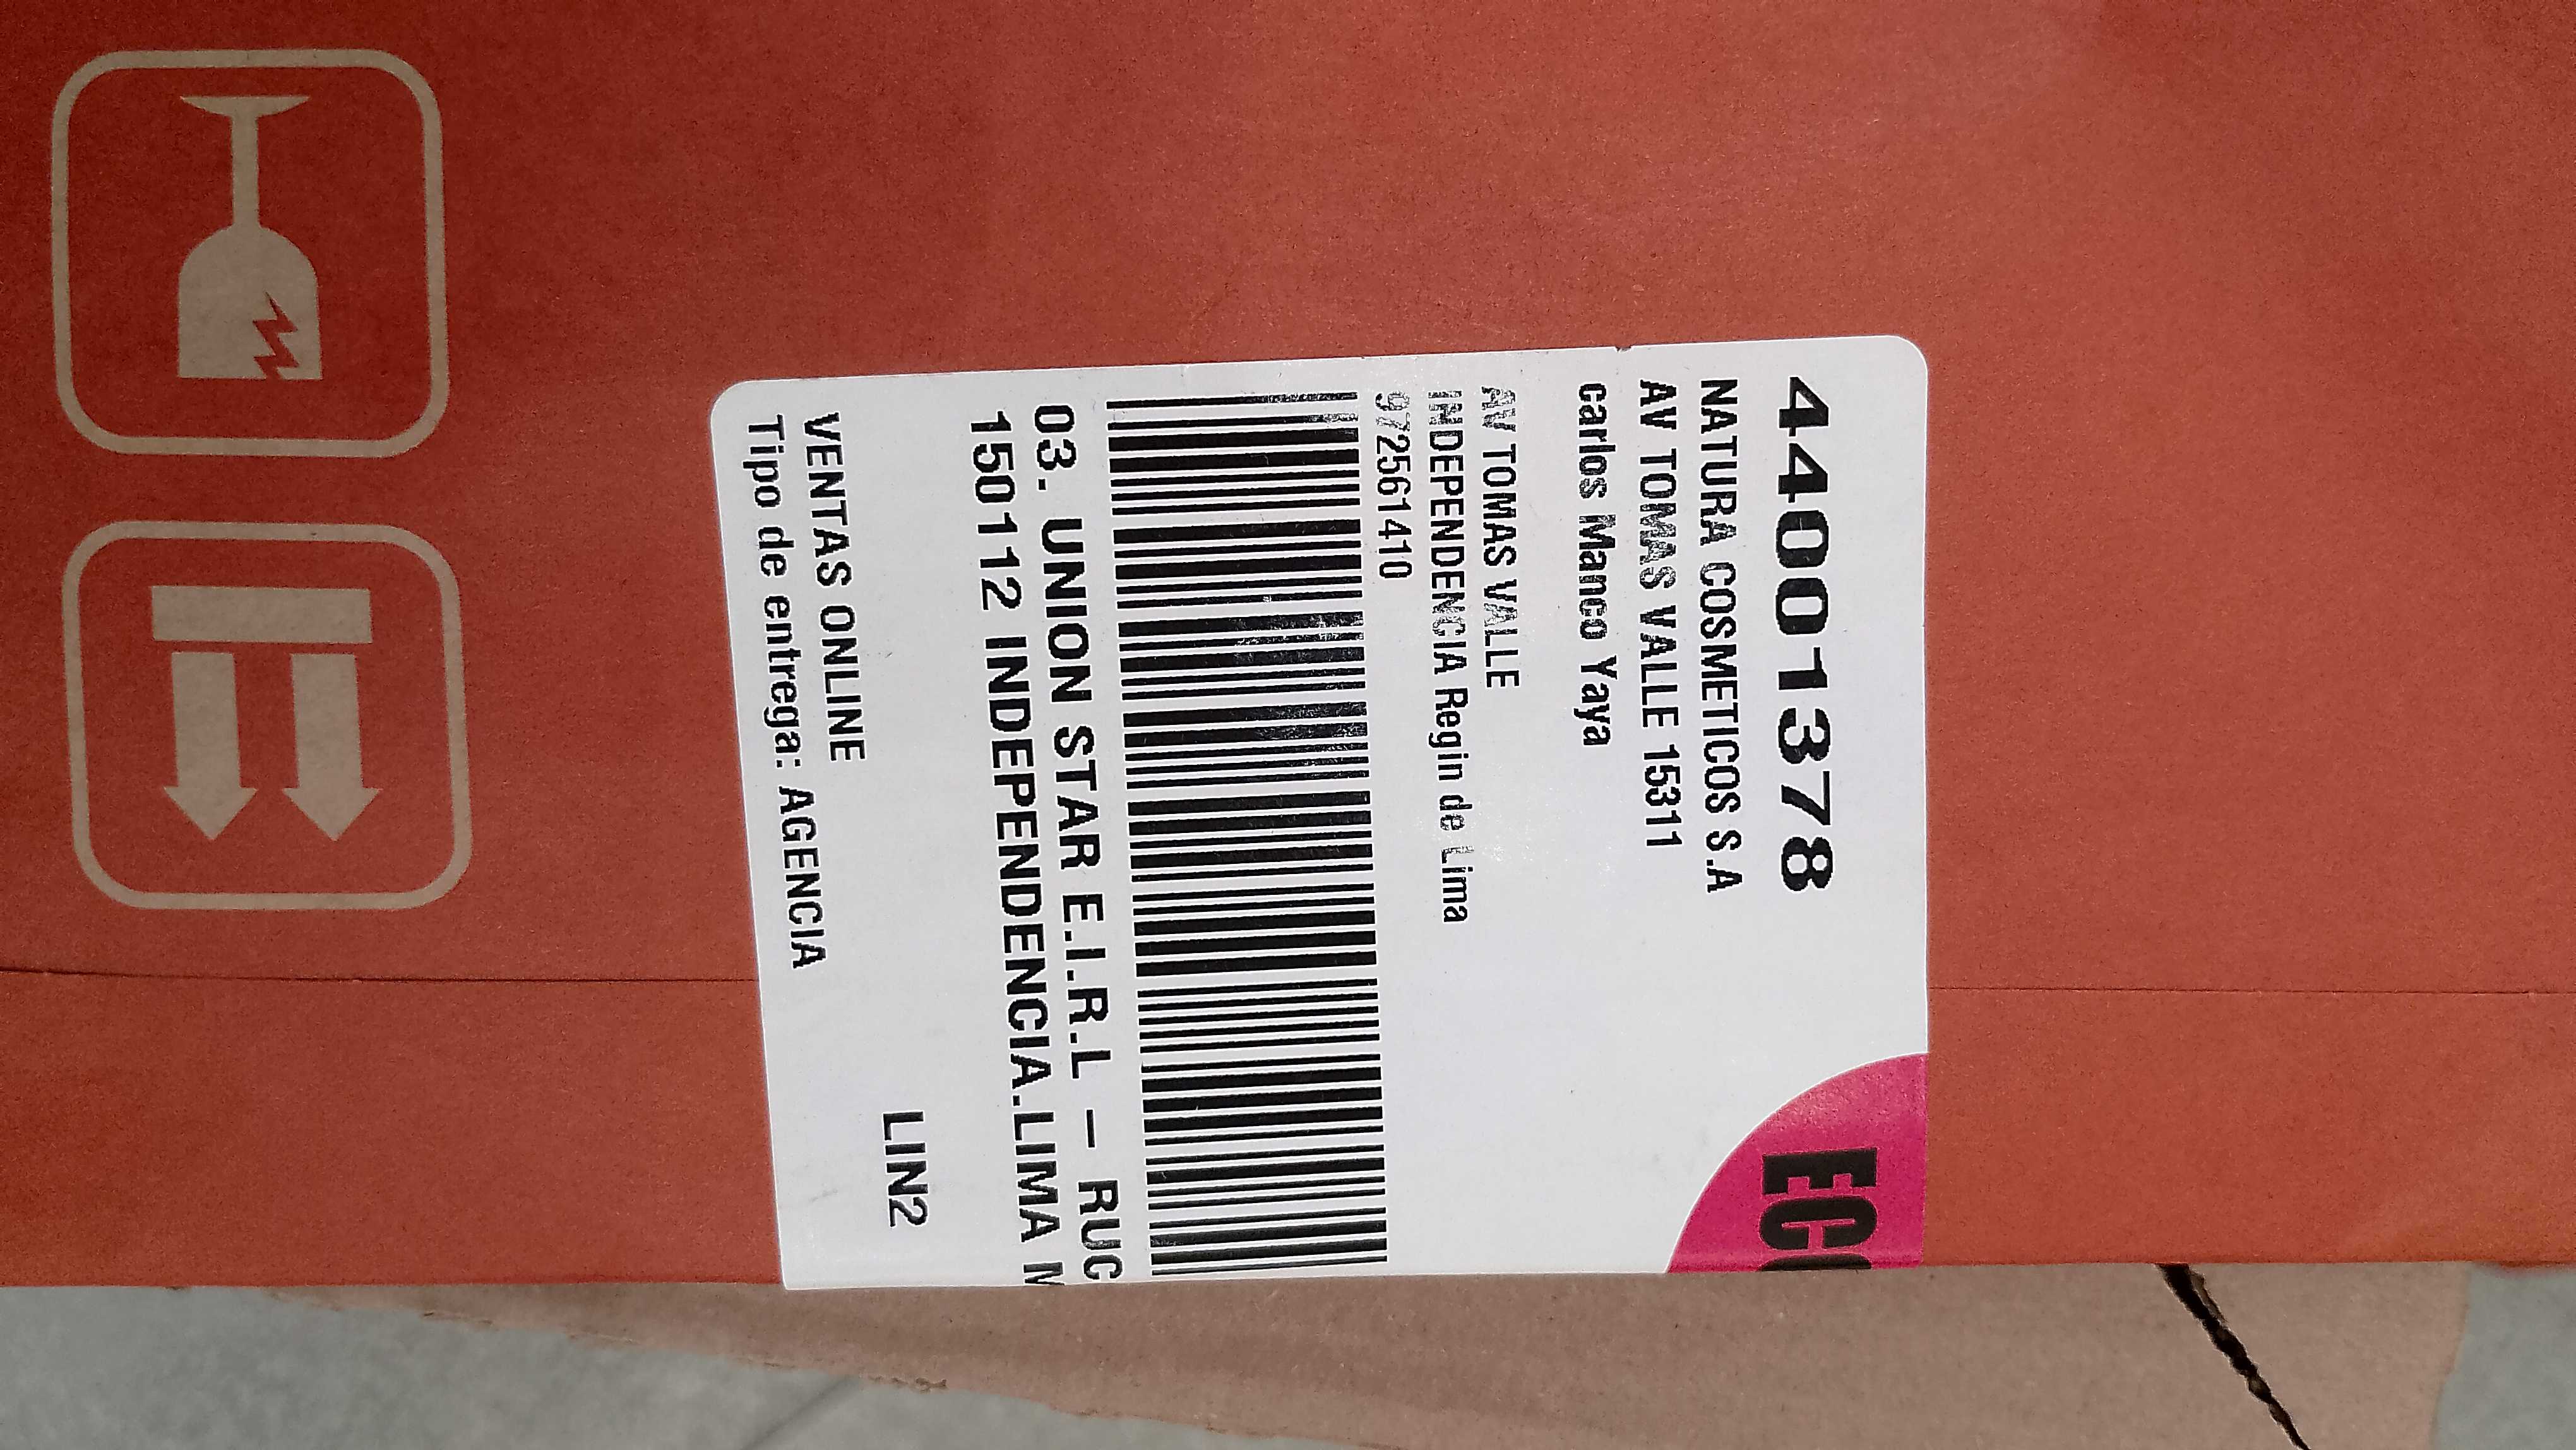 44001378
NATURA COSMETICOS S.A
AV TOMAS VALLE 15311
carlos Manco Yaya
AV TOMAS VALLE
INDEPENDENCIA Regin de Lima
972561410
03. UNION STAR E.I.R.L – RUC
150112 INDEPENDENCIA.LIMA M
LIN2
VENTAS ONLINE
Tipo de entrega: AGENCIA